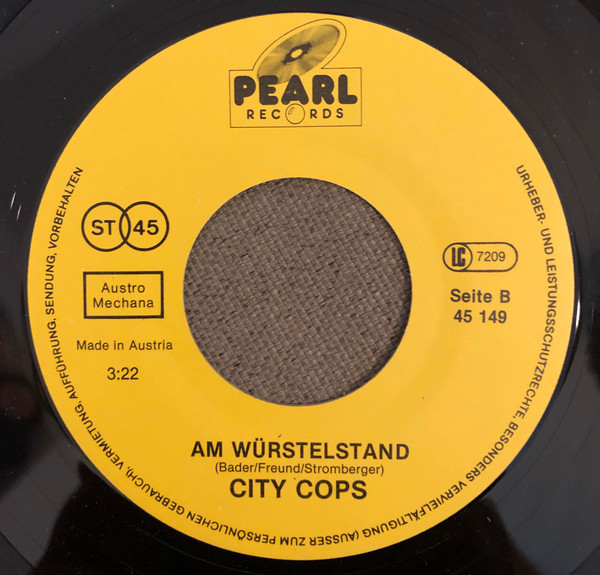 PEARL
RECORDS
ST 45
Austro
Mechana
Made in Austria
3:22
LC 7209
Seite B
45 149
AM WÜRSTELSTAND
(Bader/Freund/Stromberger)
CITY COPS
URHEBER- UND LEISTUNGSSCHUTZRECHTE, BESONDERS VERVIELFÄLTIGUNG (AUSSER ZUM PERSÖNLICHEN GEBRAUCH), VERMIETUNG, AUFFÜHRUNG, SENDUNG, VORBEHALTEN